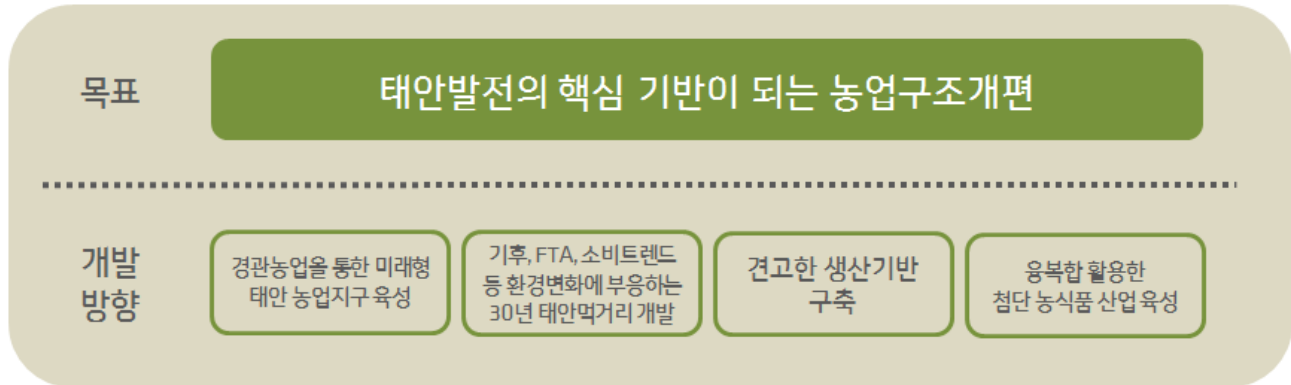 목표
태안발전의 핵심 기반이 되는 농업구조개편
개발
방향
경관농업을 통한 미래형
태안 농업지구 육성
기후, FTA, 소비트렌드
등 환경변화에 부응하는
30년 태안먹거리 개발
견고한 생산기반
구축
융복합 활용한
첨단 농식품 산업 육성